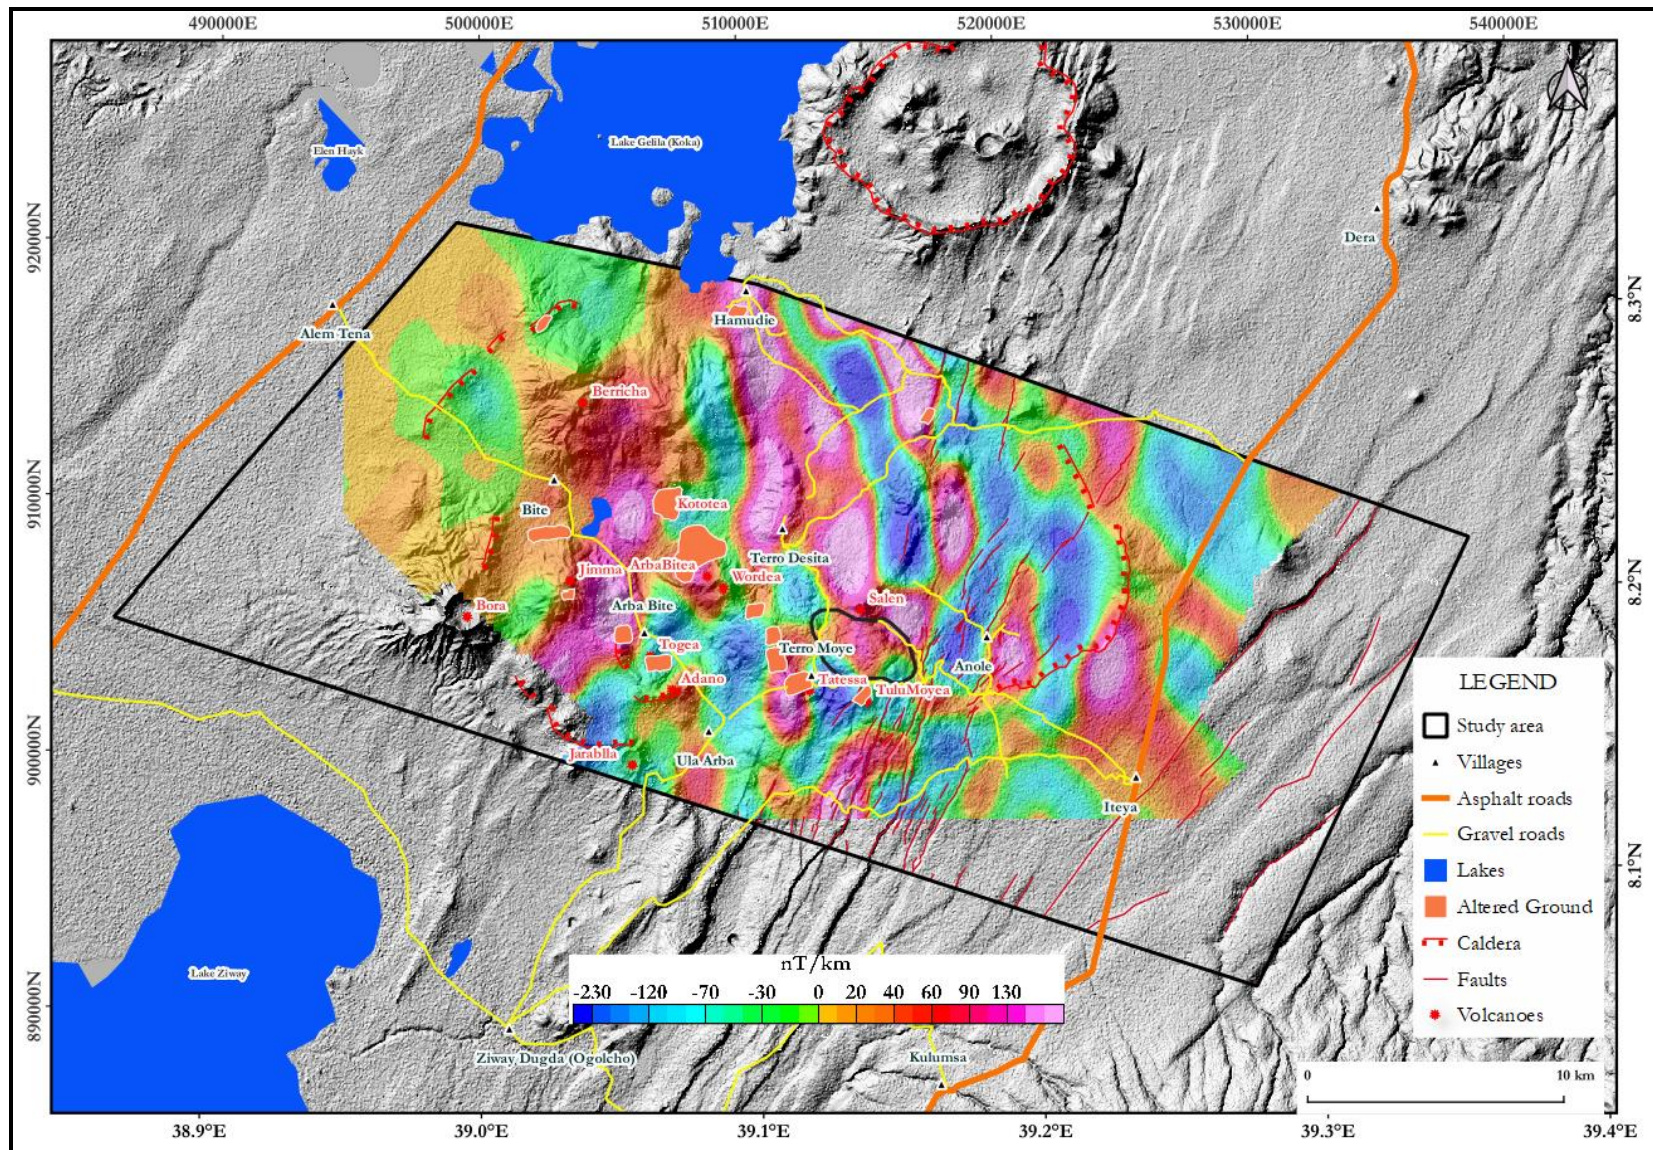 490000E 500000E 510000E 520000E 530000E 540000E
Lake Gelila (Koka)
Elen Hayk
920000N
Dera
8.3°N
Hamudie
Alem Tena
Berricha
910000N
Kototea
Bite
Terro Desita
ArbaBitea
Jimma
Wordea
8.2°N
Salen
Bora
Arba Bite
Togea
Terro Moye
Anole
Adano
Tatessa
TuluMoyea
900000N
Jarablla
Ula Arba
Iteya
LEGEND
Study area
Villages
Asphalt roads
Gravel roads
Lakes
Altered Ground
Caldera
Faults
Volcanoes
8.1°N
Lake Ziway
nT/km
-230 -120 -70 -30 0 20 40 60 90 130
890000N
Ziway Dugda (Ogolcho)
Kulumsa
0 10 km
38.9°E 39.0°E 39.1°E 39.2°E 39.3°E 39.4°E